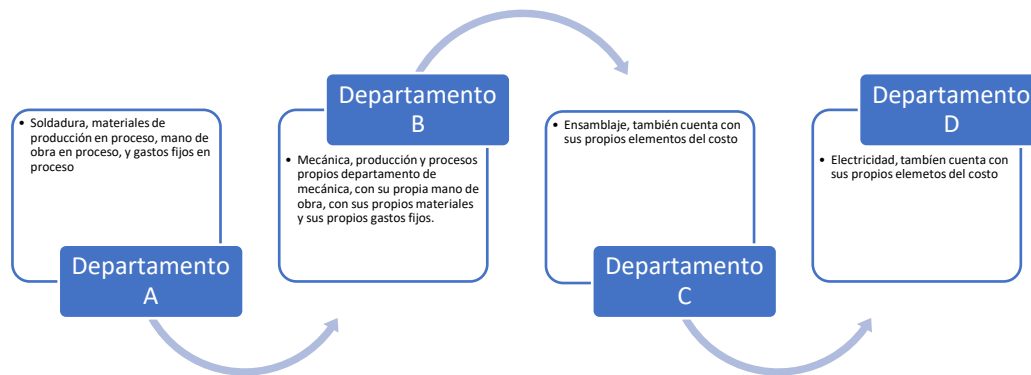 • Soldadura, materiales de
producción en proceso, mano de
obra en proceso, y gastos fijos en
proceso
Departamento
A
Departamento
B
• Mecánica, producción y procesos
propios departamento de
mecánica, con su propia mano de
obra, con sus propios materiales
y sus propios gastos fijos.
• Ensamblaje, también cuenta con
sus propios elementos del costo
Departamento
C
Departamento
D
• Electricidad, tambíen cuenta con
sus propios elemetos del costo